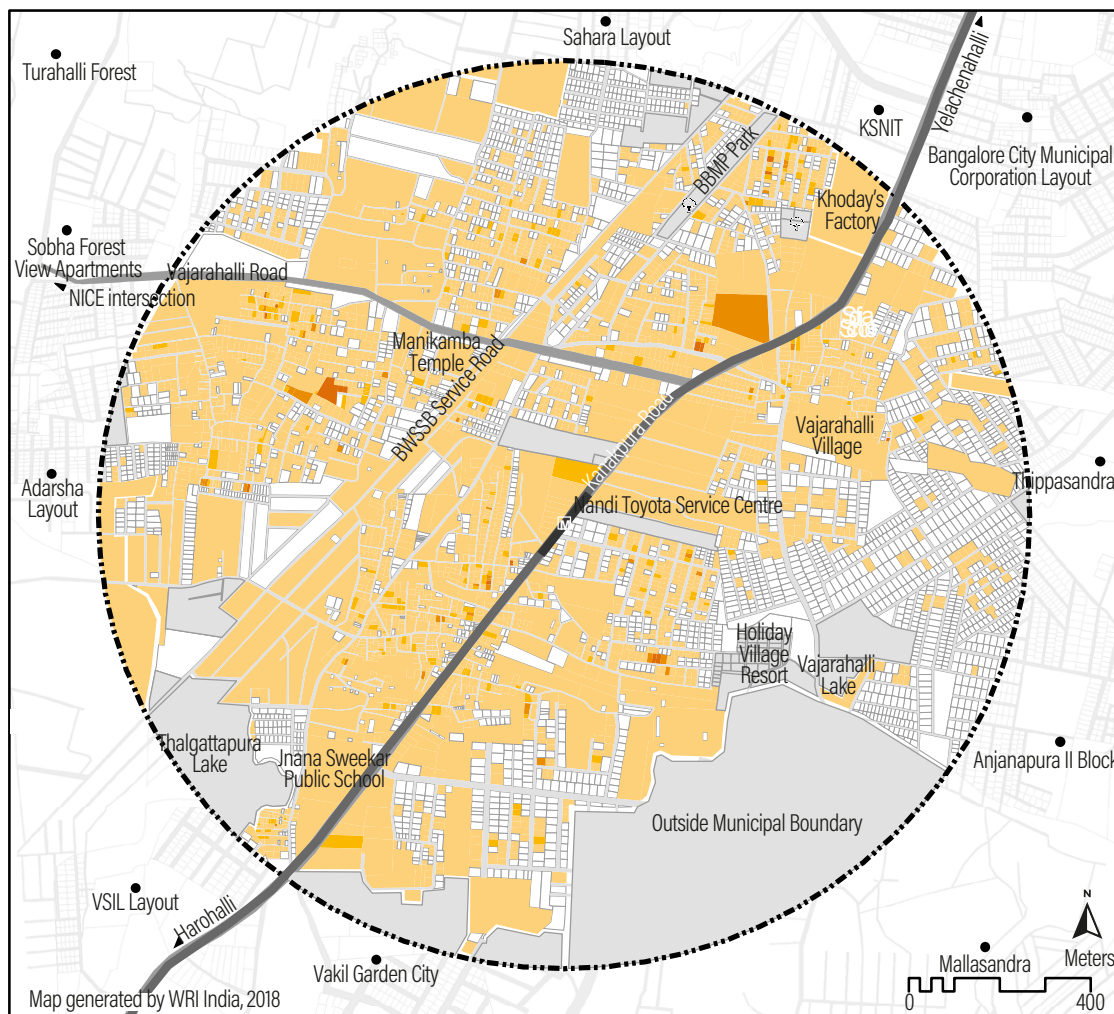 Sahara Layout
Turahalli Forest
KSNIT
Yelachenahalli
BBMP Park
Bangalore City Municipal
Corporation Layout
Khoday's
Factory
Sobha Forest
View Apartments
Vajarahalli Road
NICE intersection
Manikamba
Temple
BWSSB Service Road
Kanakpura Road
Vajarahalli
Village
Thippasandra
Adarsha
Layout
Nandi Toyota Service Centre
M
Holiday
Village
Resort
Vajarahalli
Lake
Thalgattapura
Lake
Jnana Sweekar
Public School
Anjanapura II Block
Outside Municipal Boundary
VSIL Layout
Harohalli
Vakil Garden City
Mallasandra
N
Meters
0
400
Map generated by WRI India, 2018